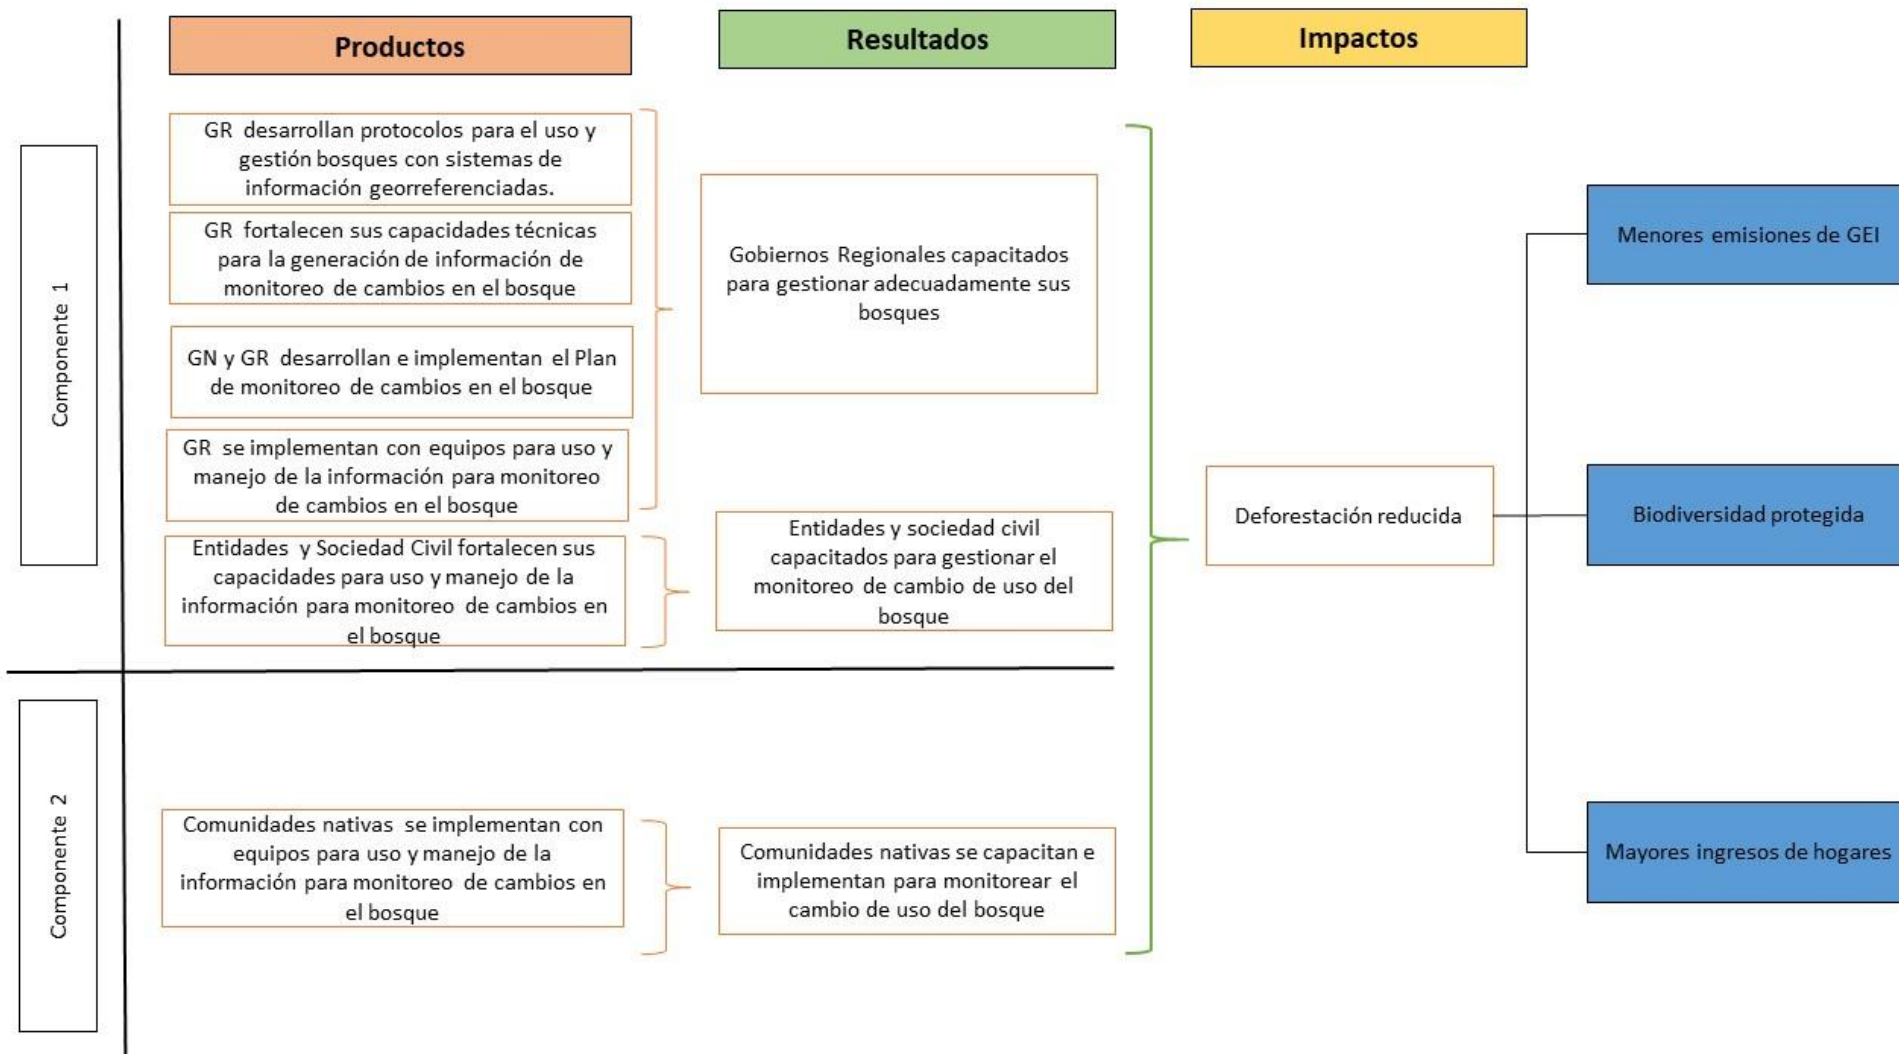 Productos
Resultados
Impactos
Componente 1
GR desarrollan protocolos para el uso y
gestión bosques con sistemas de
información georreferenciadas.
GR fortalecen sus capacidades técnicas
para la generación de información de
monitoreo de cambios en el bosque
GN y GR desarrollan e implementan el Plan
de monitoreo de cambios en el bosque
GR se implementan con equipos para uso y
manejo de la información para monitoreo
de cambios en el bosque
Entidades y Sociedad Civil fortalecen sus
capacidades para uso y manejo de la
información para monitoreo de cambios en
el bosque
Gobiernos Regionales capacitados
para gestionar adecuadamente sus
bosques
Entidades y sociedad civil
capacitados para gestionar el
monitoreo de cambio de uso del
bosque
Componente 2
Comunidades nativas se implementan con
equipos para uso y manejo de la
información para monitoreo de cambios en
el bosque
Comunidades nativas se capacitan e
implementan para monitorear el
cambio de uso del bosque
Deforestación reducida
Menores emisiones de GEI
Biodiversidad protegida
Mayores ingresos de hogares